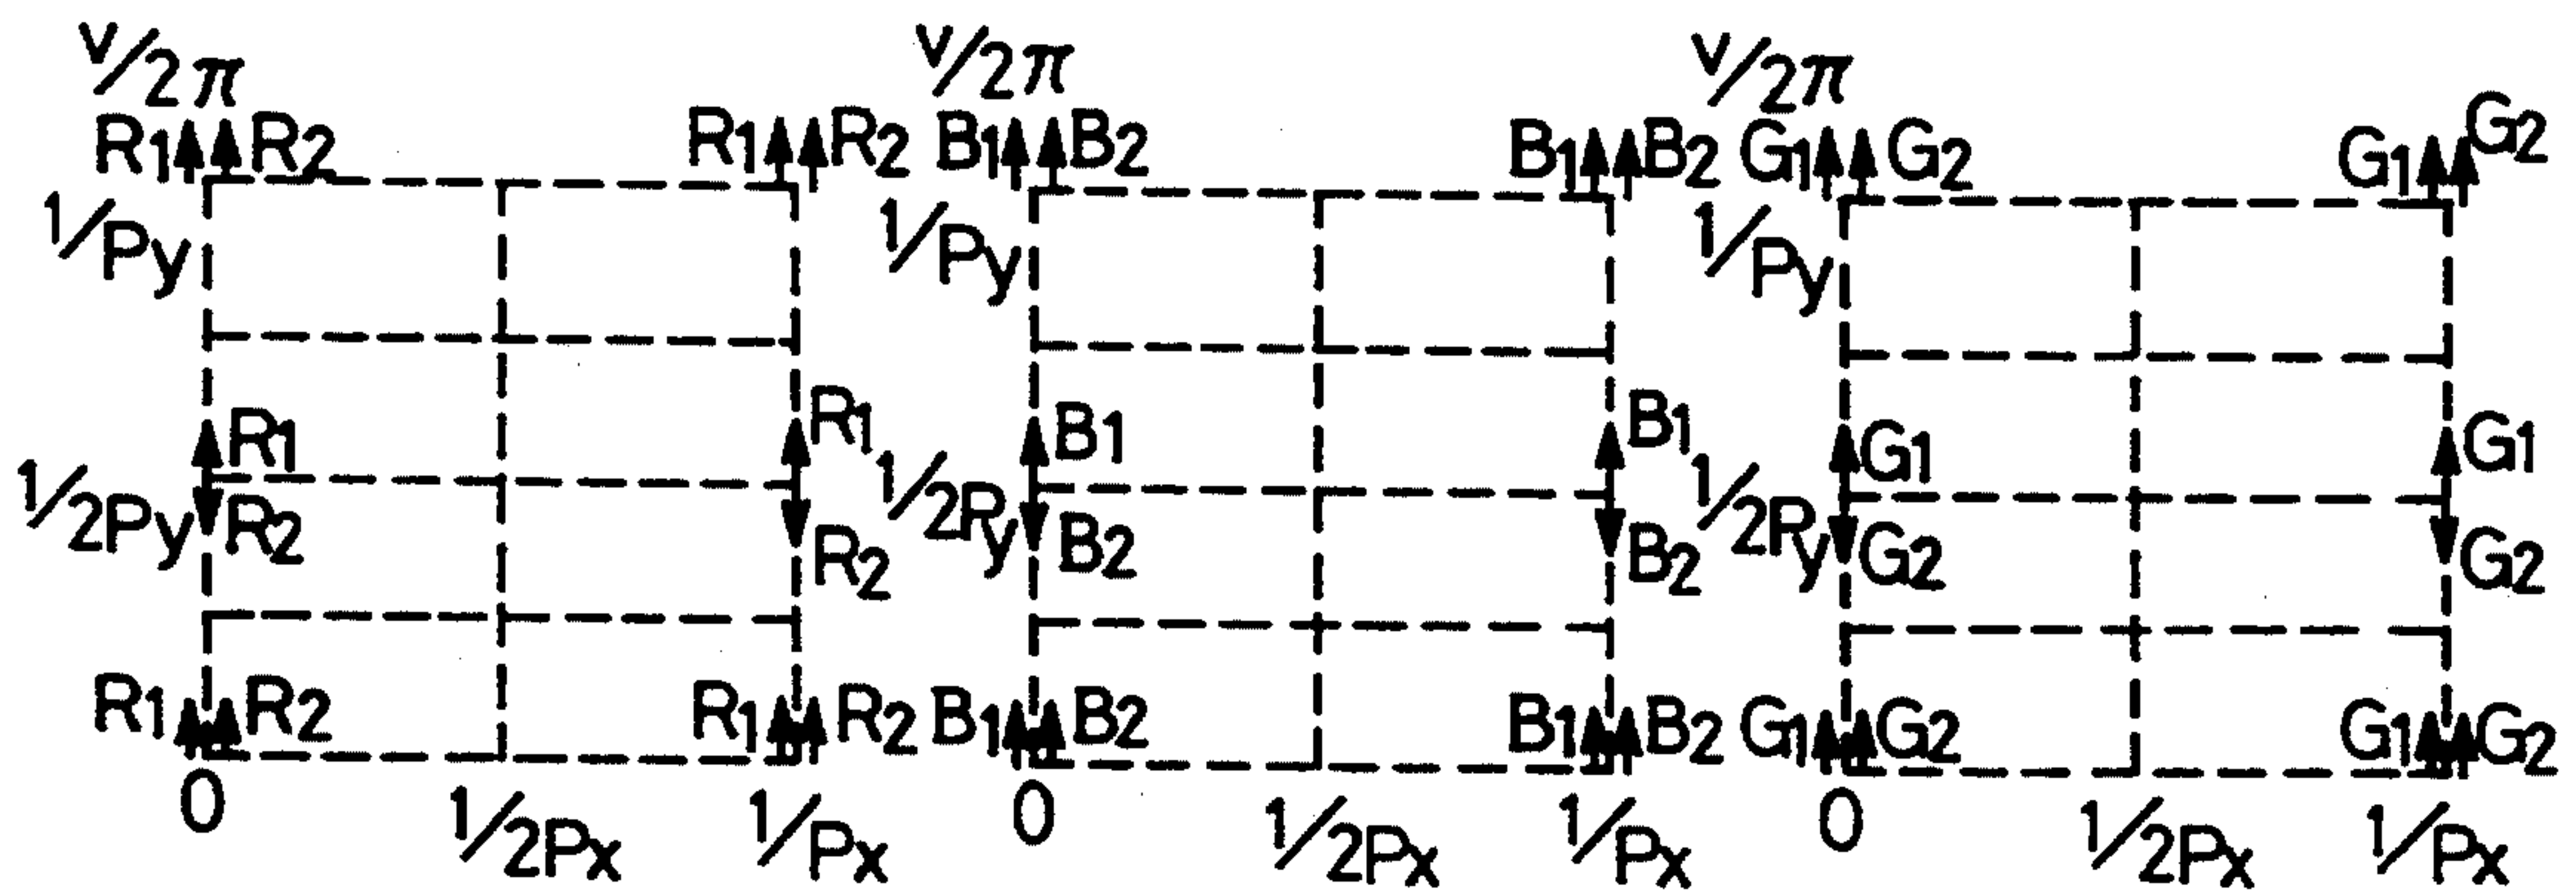 v/2π v/2π v/2π
R1 R2 R1 R2 B1 B2 B1 B2 G1 G2 G1 G2
1/Py 1/Py 1/Py
R1 R1 B1 B1 G1 G1
1/2Py 1/2Ry 1/2Ry
R2 R2 B2 B2 G2 G2
R1 R2 R1 R2 B1 B2 B1 B2 G1 G2 G1 G2
0 1/2Px 1/Px 0 1/2Px 1/Px 0 1/2Px 1/Px